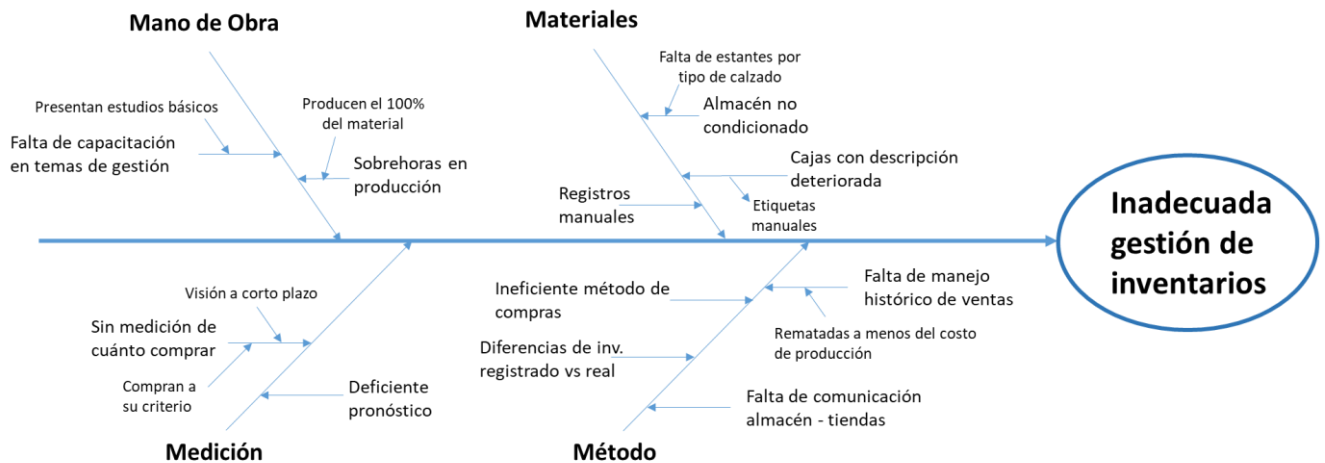 Mano de Obra
Materiales
Presentan estudios básicos
Falta de capacitación
en temas de gestión
Producen el 100%
del material
Sobrehoras en
producción
Falta de estantes por
tipo de calzado
Almacén no
condicionado
Cajas con descripción
deteriorada
Etiquetas
manuales
Registros
manuales
Inadecuada
gestión de
inventarios
Visión a corto plazo
Sin medición de
cuánto comprar
Compran a
su criterio
Deficiente
pronóstico
Medición
Ineficiente método de
compras
Diferencias de inv.
registrado vs real
Falta de manejo
histórico de ventas
Rematadas a menos del costo
de producción
Falta de comunicación
almacén - tiendas
Método